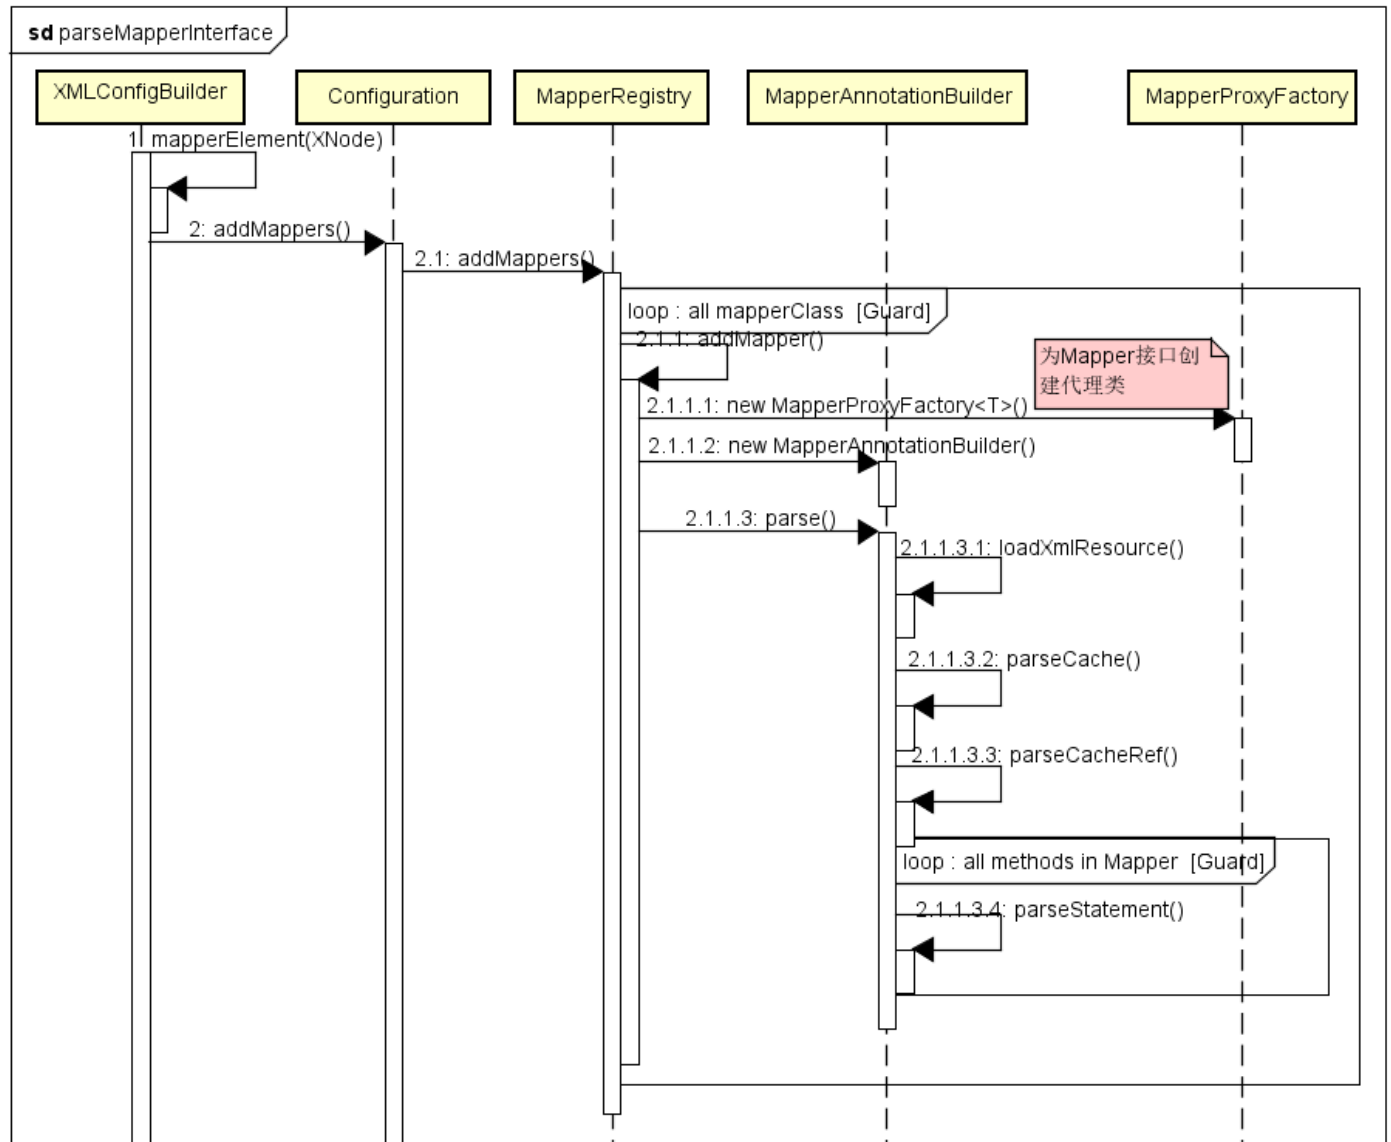 sd parseMapperInterface
XMLConfigBuilder
Configuration
MapperRegistry
MapperAnnotationBuilder
MapperProxyFactory
1: mapperElement(XNode)
2: addMappers()
2.1: addMappers()
loop : all mapperClass [Guard]
2.1.1: addMapper()
为Mapper接口创
建代理类
2.1.1.1: new MapperProxyFactory<T>()
2.1.1.2: new MapperAnnotationBuilder()
2.1.1.3: parse()
2.1.1.3.1: loadXmlResource()
2.1.1.3.2: parseCache()
2.1.1.3.3: parseCacheRef()
loop : all methods in Mapper [Guard]
2.1.1.3.4: parseStatement()